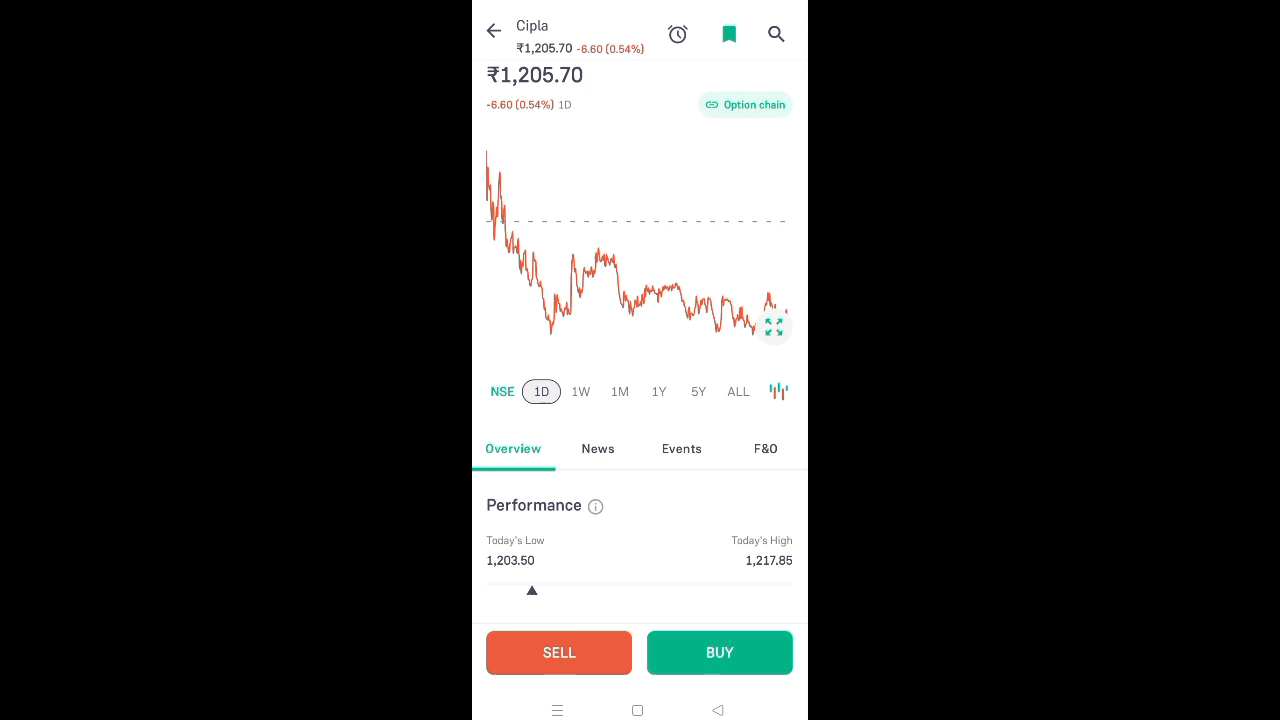 Cipla
₹1,205.70 -6.60 (0.54%)
₹1,205.70
-6.60 (0.54%) 1D
Option chain
NSE 1D 1W 1M 1Y 5Y ALL
Overview News Events F&O
Performance
Today's Low Today's High
1,203.50 1,217.85
SELL BUY